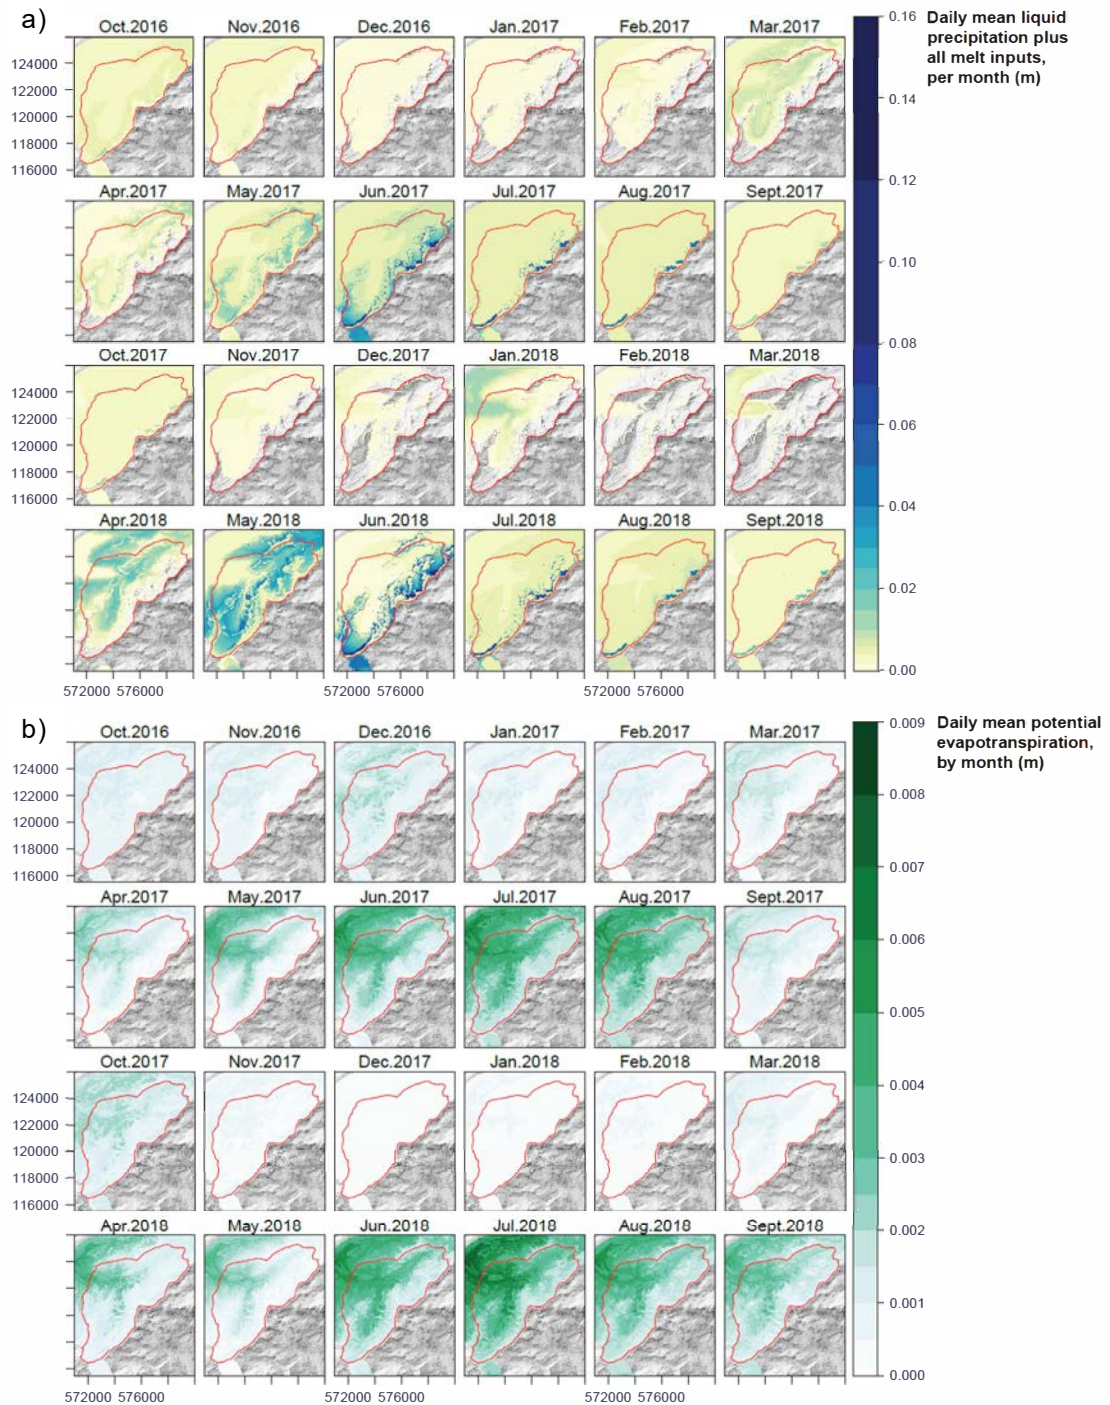 a)
Oct.2016 Nov.2016 Dec.2016 Jan.2017 Feb.2017 Mar.2017
124000
122000
120000
118000
116000
Apr.2017 May.2017 Jun.2017 Jul.2017 Aug.2017 Sept.2017
Oct.2017 Nov.2017 Dec.2017 Jan.2018 Feb.2018 Mar.2018
124000
122000
120000
118000
116000
Apr.2018 May.2018 Jun.2018 Jul.2018 Aug.2018 Sept.2018
572000 576000 572000 576000 572000 576000
0.16
0.14
0.12
0.10
0.08
0.06
0.04
0.02
0.00
Daily mean liquid
precipitation plus
all melt inputs,
per month (m)
b)
Oct.2016 Nov.2016 Dec.2016 Jan.2017 Feb.2017 Mar.2017
124000
122000
120000
118000
116000
Apr.2017 May.2017 Jun.2017 Jul.2017 Aug.2017 Sept.2017
Oct.2017 Nov.2017 Dec.2017 Jan.2018 Feb.2018 Mar.2018
124000
122000
120000
118000
116000
Apr.2018 May.2018 Jun.2018 Jul.2018 Aug.2018 Sept.2018
572000 576000 572000 576000 572000 576000
0.009
0.008
0.007
0.006
0.005
0.004
0.003
0.002
0.001
0.000
Daily mean potential
evapotranspiration,
by month (m)